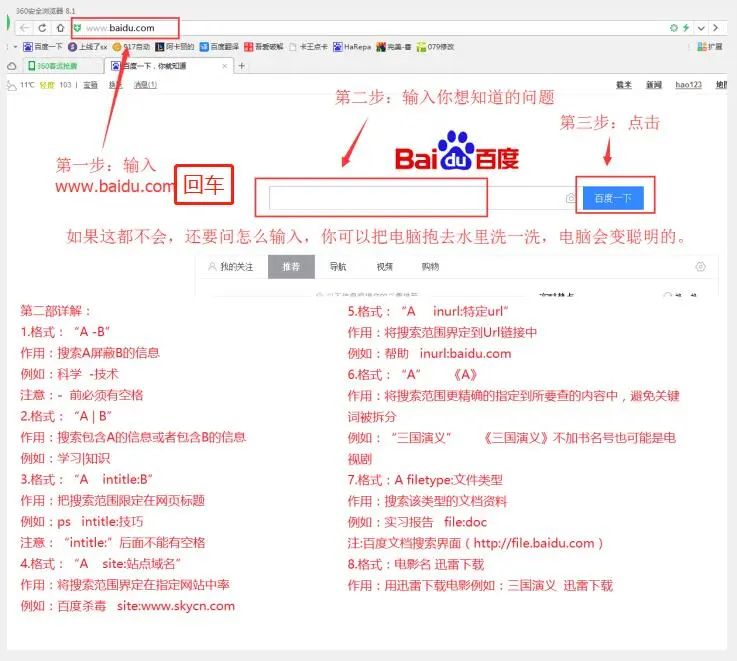 360安全浏览器 8.1
www.baidu.com
百度一下 上线了sx 917自动 阿卡丽的 百度翻译 吾爱破解 卡王点卡 HaRepa 完美-春 079修改 扩展
360客运抢票 百度一下，你就知道
11℃ 轻度 103 宝箱 换肤 消息(1) 糯米 新闻 hao123 地图
第二步：输入你想知道的问题
第三步：点击
Bai du 百度
第一步：输入
www.baidu.com
回车
百度一下
如果这都不会，还要问怎么输入，你可以把电脑抱去水里洗一洗，电脑会变聪明的。
我的关注 推荐 导航 视频 购物
第二部详解：
1.格式：“A -B”
作用：搜索A屏蔽B的信息
例如：科学 -技术
注意：- 前必须有空格
2.格式：“A | B”
作用：搜索包含A的信息或者包含B的信息
例如：学习|知识
3.格式：“A intitle:B”
作用：把搜索范围限定在网页标题
例如：ps intitle:技巧
注意：“intitle:”后面不能有空格
4.格式：“A site:站点域名”
作用：将搜索范围界定在指定网站中率
例如：百度杀毒 site:www.skycn.com
5.格式：“A inurl:特定url”
作用：将搜索范围界定到Url链接中
例如：帮助 inurl:baidu.com
6.格式：“A” 《A》
作用：将搜索范围更精确的指定到所要查的内容中，避免关键
词被拆分
例如：“三国演义” 《三国演义》不加书名号也可能是电
视剧
7.格式：A filetype:文件类型
作用：搜索该类型的文档资料
例如：实习报告 file:doc
注:百度文档搜索界面（http://file.baidu.com）
8.格式：电影名 迅雷下载
作用：用迅雷下载电影例如：三国演义 迅雷下载